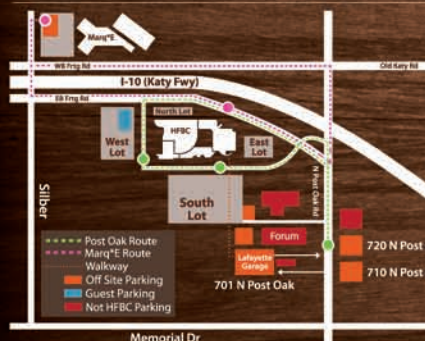 Marq*E
WB Frtg Rd
Old Katy Rd
I-10 (Katy Fwy)
EB Frtg Rd
North Lot
HFBC
West
Lot
East
Lot
Silber
South
Lot
N Post Oak Rd
Forum
Lafayette
Garage
720 N Post
710 N Post
701 N Post Oak
Post Oak Route
Marq*E Route
Walkway
Off Site Parking
Guest Parking
Not HFBC Parking
Memorial Dr